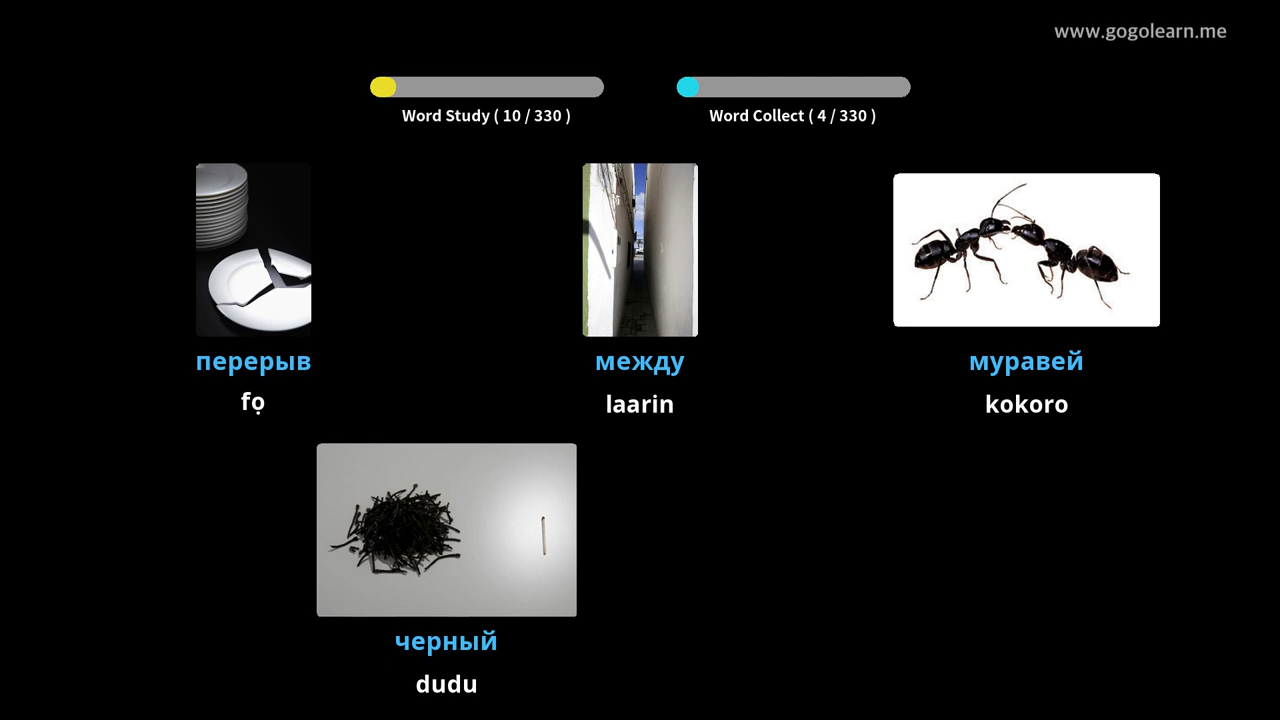 www.gogolearn.me
Word Study ( 10 / 330 )
Word Collect ( 4 / 330 )
перерыв
между
муравей
fọ
laarin
kokoro
черный
dudu